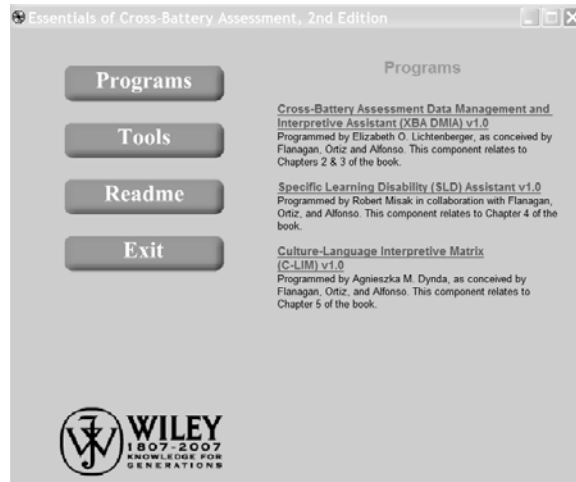 Essentials of Cross-Battery Assessment, 2nd Edition
Programs
Tools
Readme
Exit
Programs
Cross-Battery Assessment Data Management and
Interpretive Assistant (XBA DMIA) v1.0
Programmed by Elizabeth O. Lichtenberger, as conceived by
Flanagan, Ortiz and Alfonso. This component relates to
Chapters 2 & 3 of the book.
Specific Learning Disability (SLD) Assistant v1.0
Programmed by Robert Misak in collaboration with Flanagan,
Ortiz, and Alfonso. This component relates to Chapter 4 of the
book.
Culture-Language Interpretive Matrix
(C-LIM) v1.0
Programmed by Agnieszka M. Dynda, as conceived by
Flanagan, Ortiz, and Alfonso. This component relates to
Chapter 5 of the book.
WILEY
1807-2007
KNOWLEDGE FOR
GENERATIONS